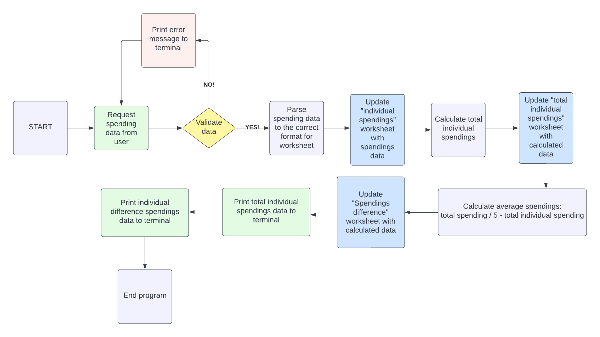 Print error
message to
terminal
NO!
START
Request
spending
data from
user
Validate
data
YES!
Parse
spending data
to the correct
format for
worksheet
Update
"individual
spendings"
worksheet
with
spendings
data
Calculate total
individual
spendings
Update "total
individual
spendings"
worksheet
with
calculated
data
Calculate average spendings:
total spending / 5 - total individual spending
Update
"Spendings
difference"
worksheet with
calculated data
Print total individual
spendings data to
terminal
Print individual
difference spendings
data to terminal
End program